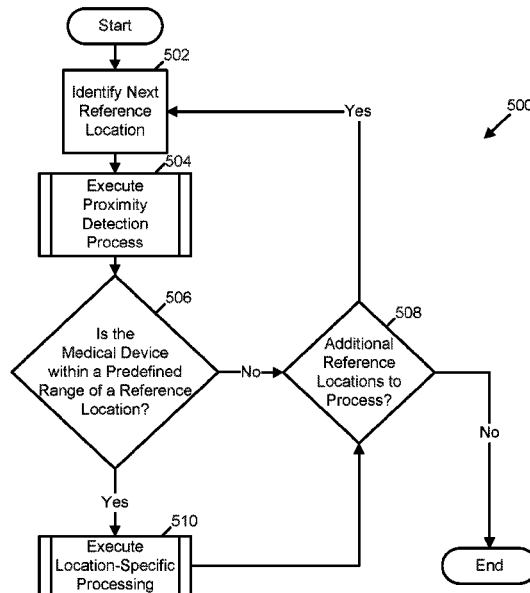 Start
502
Identify Next
Reference
Location
Yes
500
504
Execute
Proximity
Detection
Process
506
Is the
Medical Device
within a Predefined
Range of a Reference
Location?
No
508
Additional
Reference
Locations to
Process?
No
Yes
510
Execute
Location-Specific
Processing
End